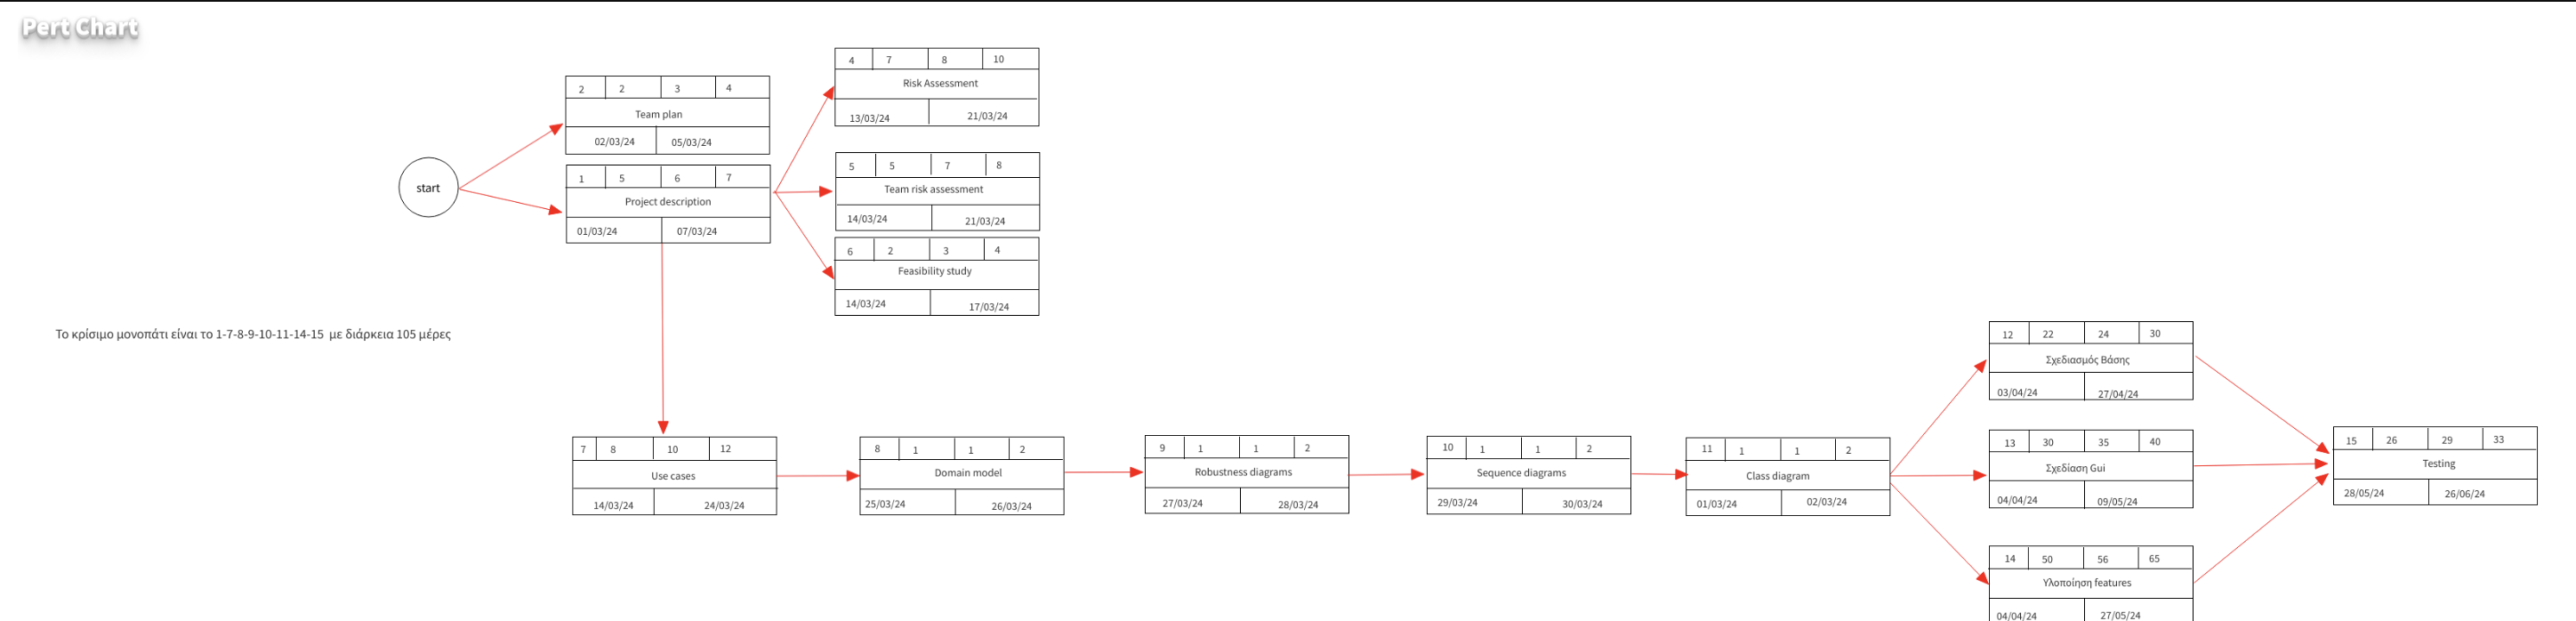 Pert Chart
start
2 2 3 4
Team plan
02/03/24 05/03/24
1 5 6 7
Project description
01/03/24 07/03/24
4 7 8 10
Risk Assessment
13/03/24 21/03/24
5 5 7 8
Team risk assessment
14/03/24 21/03/24
6 2 3 4
Feasibility study
14/03/24 17/03/24
Το κρίσιμο μονοπάτι είναι το 1-7-8-9-10-11-14-15 με διάρκεια 105 μέρες
7 8 10 12
Use cases
14/03/24 24/03/24
8 1 1 2
Domain model
25/03/24 26/03/24
9 1 1 2
Robustness diagrams
27/03/24 28/03/24
10 1 1 2
Sequence diagrams
29/03/24 30/03/24
11 1 1 2
Class diagram
01/03/24 02/03/24
12 22 24 30
Σχεδιασμός Βάσης
03/04/24 27/04/24
13 30 35 40
Σχεδίαση Gui
04/04/24 09/05/24
14 50 56 65
Υλοποίηση features
04/04/24 27/05/24
15 26 29 33
Testing
28/05/24 26/06/24